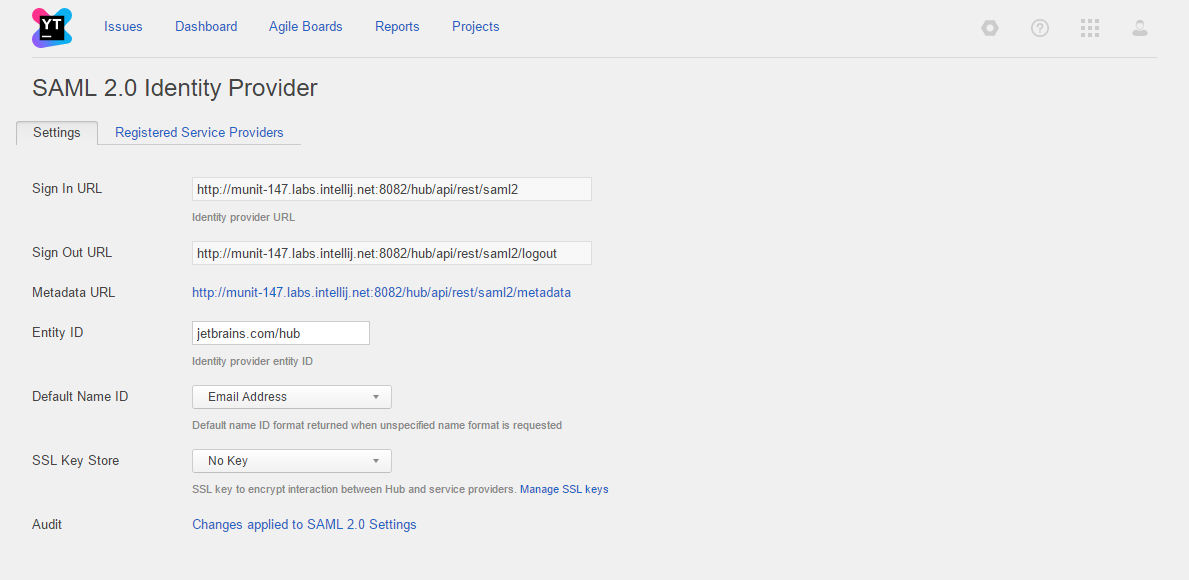 YT
Issues Dashboard Agile Boards Reports Projects
SAML 2.0 Identity Provider
Settings Registered Service Providers
Sign In URL http://munit-147.labs.intellij.net:8082/hub/api/rest/saml2
Identity provider URL
Sign Out URL http://munit-147.labs.intellij.net:8082/hub/api/rest/saml2/logout
Metadata URL http://munit-147.labs.intellij.net:8082/hub/api/rest/saml2/metadata
Entity ID jetbrains.com/hub
Identity provider entity ID
Default Name ID Email Address
Default name ID format returned when unspecified name format is requested
SSL Key Store No Key
SSL key to encrypt interaction between Hub and service providers. Manage SSL keys
Audit Changes applied to SAML 2.0 Settings